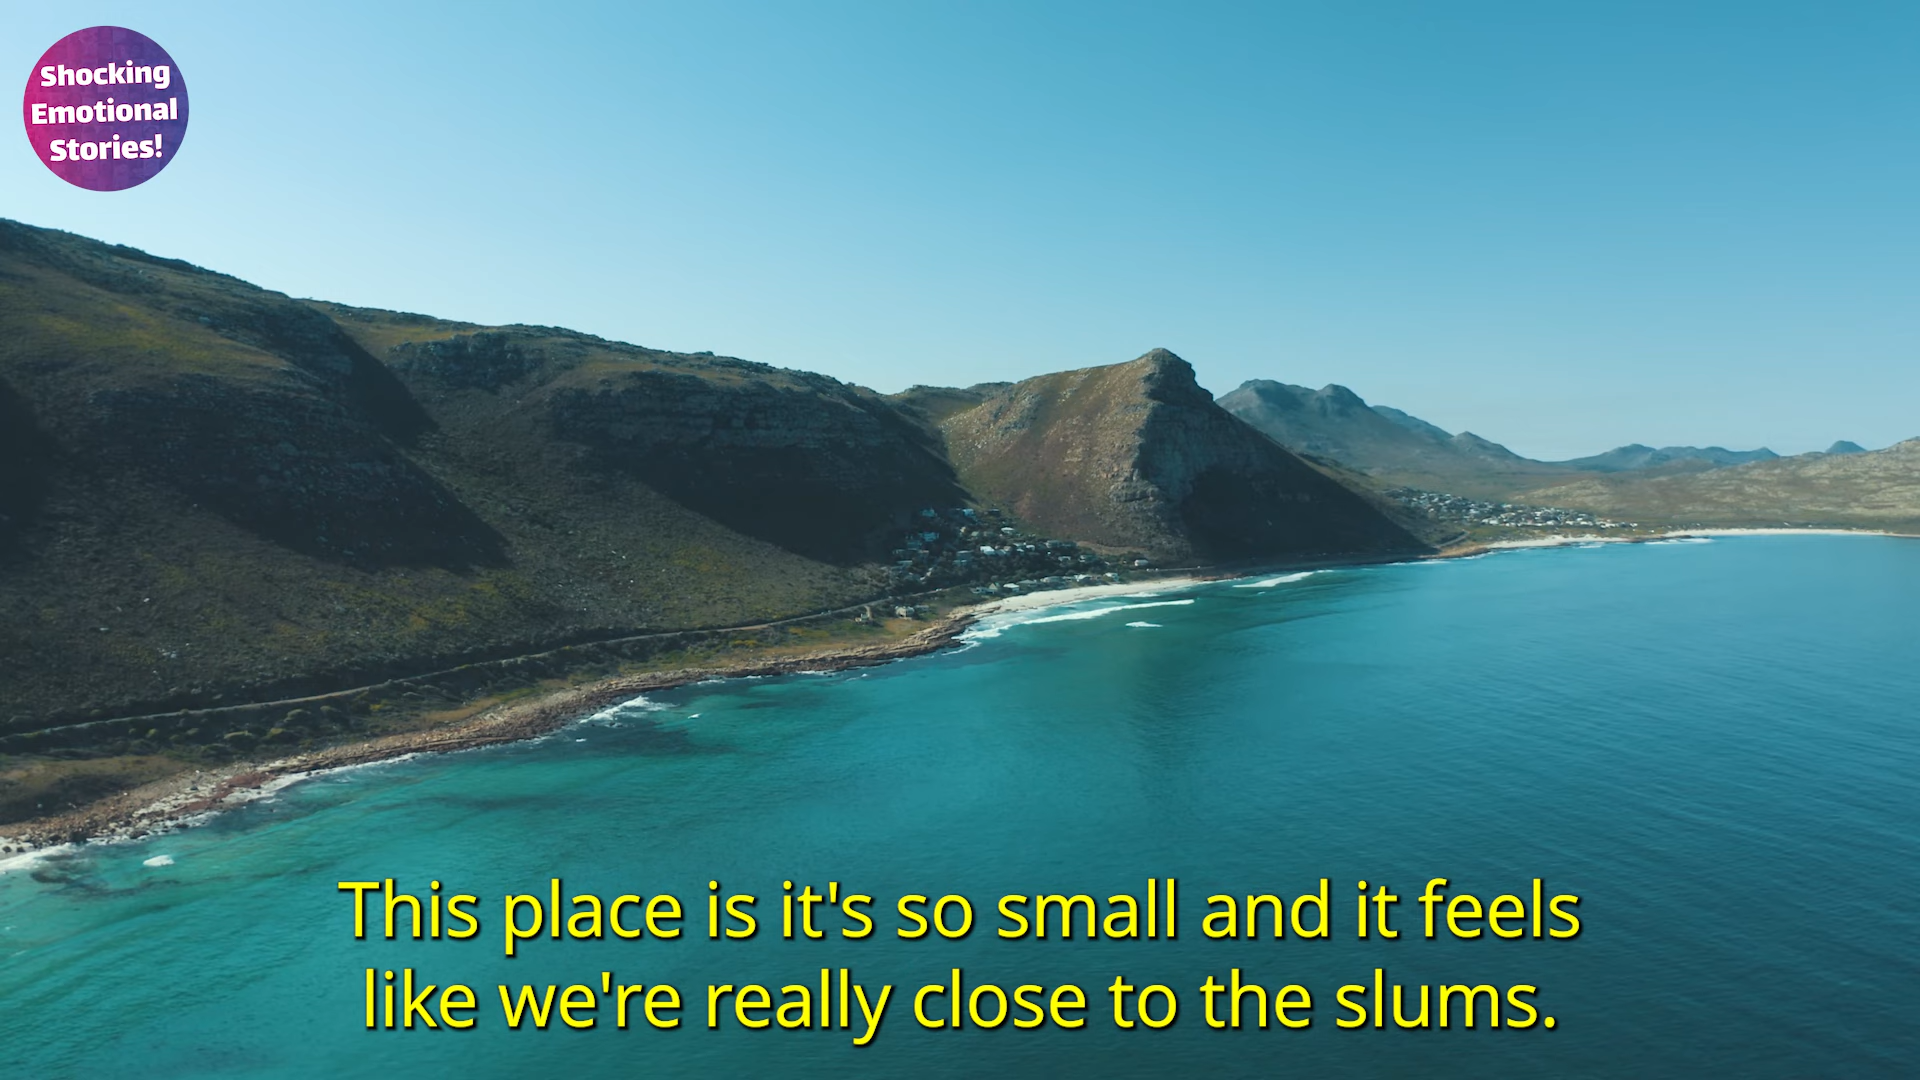 Shocking
Emotional
Stories!
This place is it's so small and it feels
like we're really close to the slums.